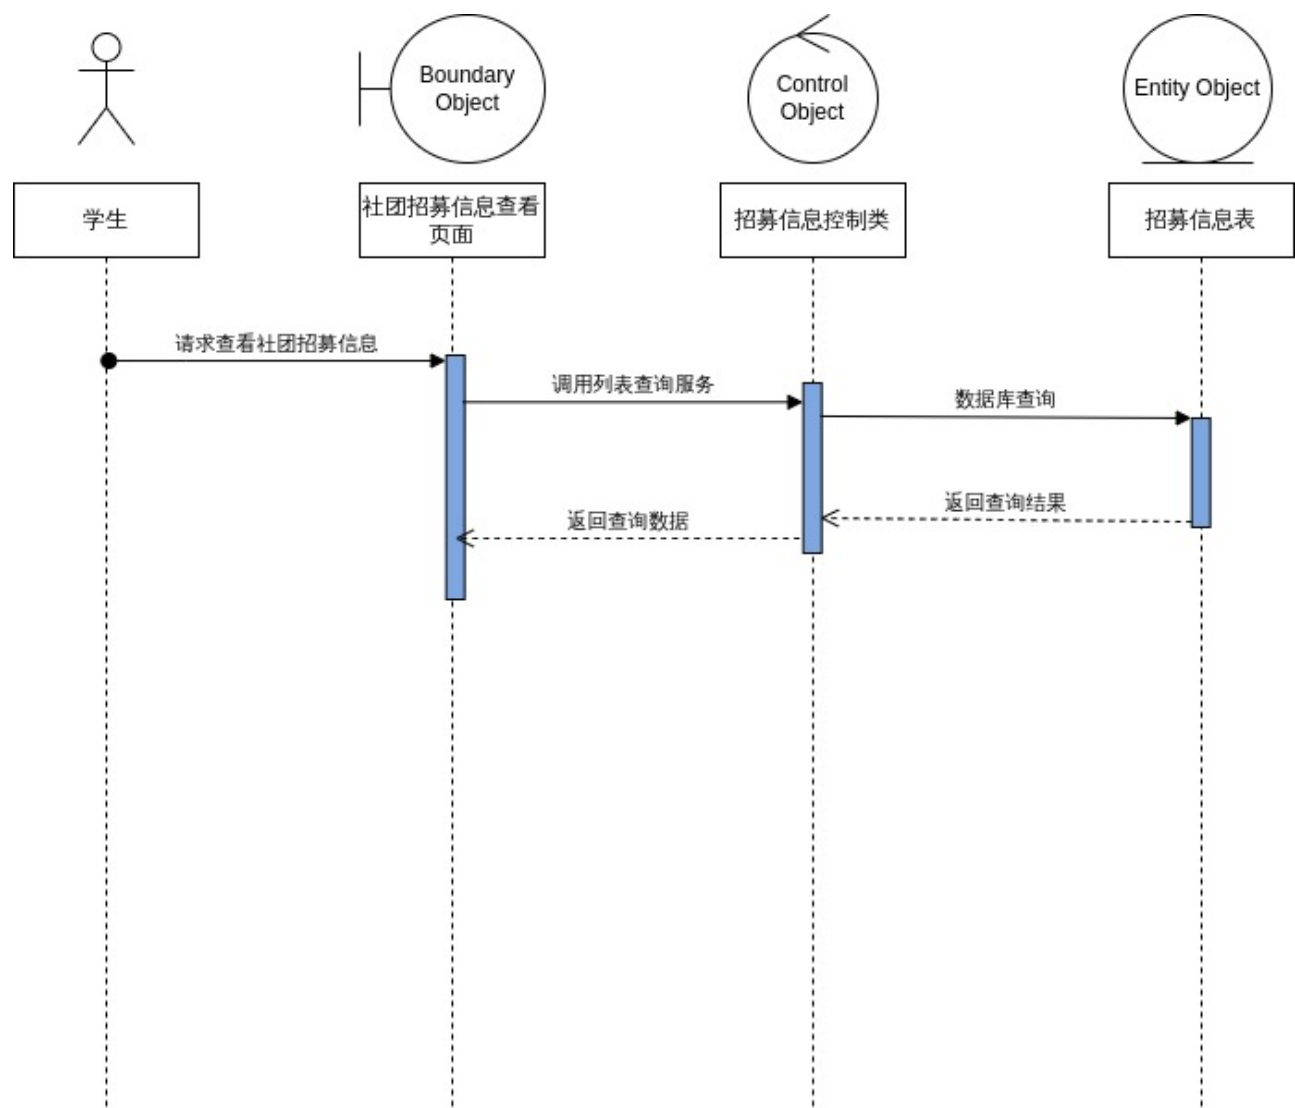 Boundary
Object
Control
Object
Entity Object
学生
社团招募信息查看
页面
招募信息控制类
招募信息表
请求查看社团招募信息
调用列表查询服务
数据库查询
返回查询结果
返回查询数据